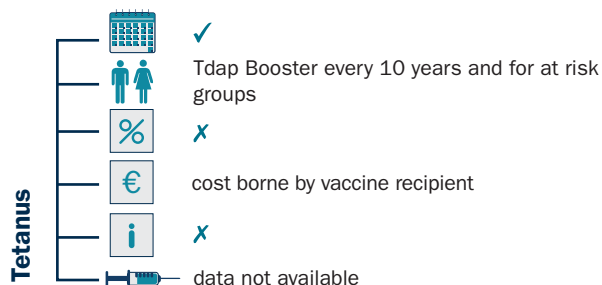 ✓
Tdap Booster every 10 years and for at risk
groups
%
✗
€
cost borne by vaccine recipient
i
✗
data not available
Tetanus